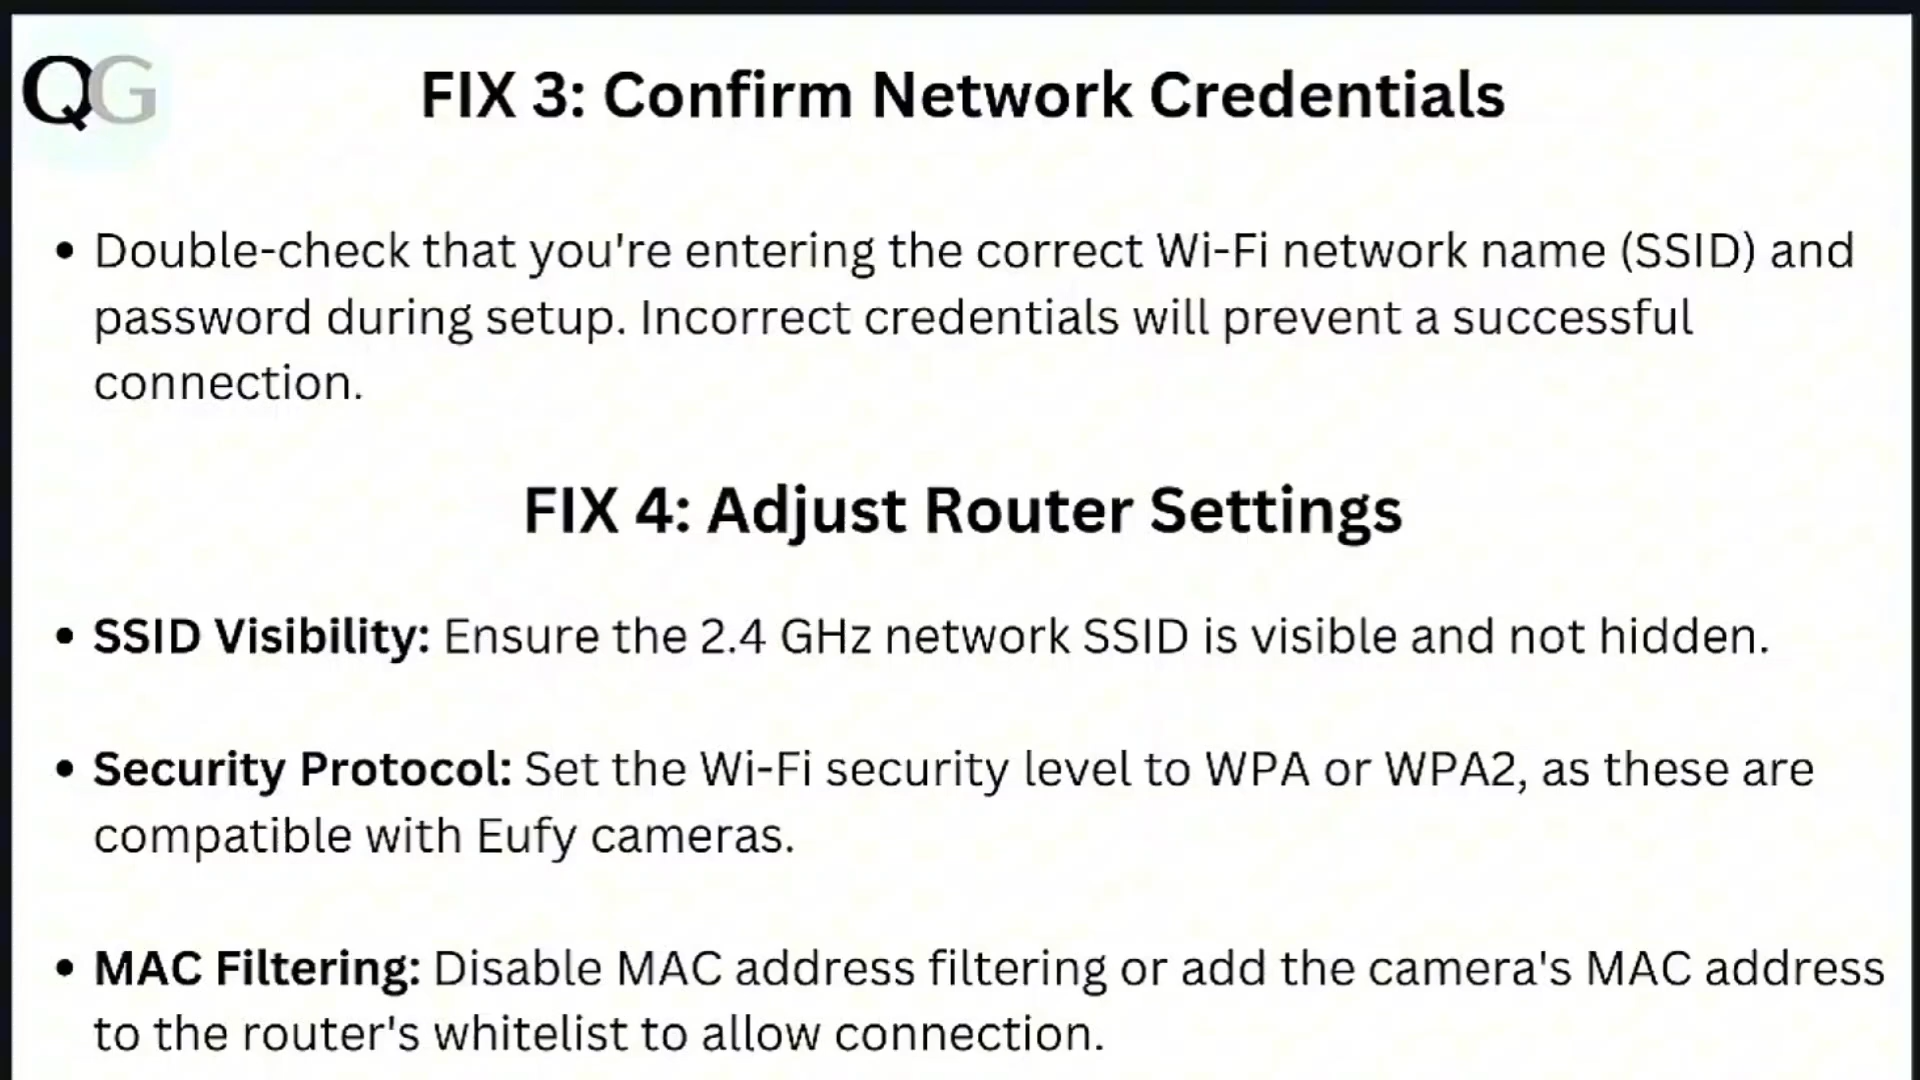 QG
FIX 3: Confirm Network Credentials
• Double-check that you're entering the correct Wi-Fi network name (SSID) and
password during setup. Incorrect credentials will prevent a successful
connection.
FIX 4: Adjust Router Settings
• SSID Visibility: Ensure the 2.4 GHz network SSID is visible and not hidden.
• Security Protocol: Set the Wi-Fi security level to WPA or WPA2, as these are
compatible with Eufy cameras.
• MAC Filtering: Disable MAC address filtering or add the camera's MAC address
to the router's whitelist to allow connection.